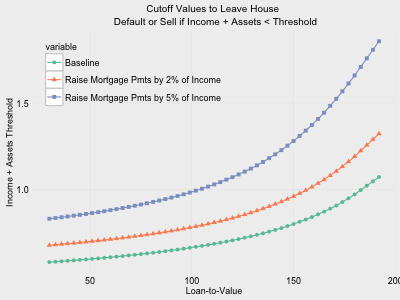 Cutoff Values to Leave House
Default or Sell if Income + Assets < Threshold
variable
Baseline
Raise Mortgage Pmts by 2% of Income
Raise Mortgage Pmts by 5% of Income
Income + Assets Threshold
1.5
1.0
50
100
150
200
Loan-to-Value